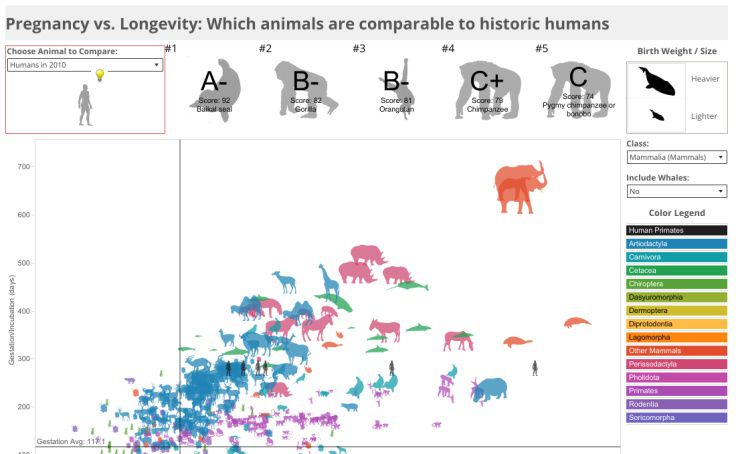 Pregnancy vs. Longevity: Which animals are comparable to historic humans
Choose Animal to Compare:
Humans in 2010
#1
A-
Score: 92
Baikal seal
#2
B-
Score: 82
Gorilla
#3
B-
Score: 81
Orangutan
#4
C+
Score: 79
Chimpanzee
#5
C
Score: 74
Pygmy chimpanzee or
bonobo
Birth Weight / Size
Heavier
Lighter
Class:
Mammalia (Mammals)
Include Whales:
No
Color Legend
Human Primates
Artiodactyla
Carnivora
Cetacea
Chiroptera
Dasyuromorphia
Dermoptera
Diprotodontia
Lagomorpha
Other Mammals
Perissodactyla
Pholidota
Primates
Rodentia
Soricomorpha
Gestation/Incubation (days)
700
600
500
400
300
200
Gestation Avg: 117.1